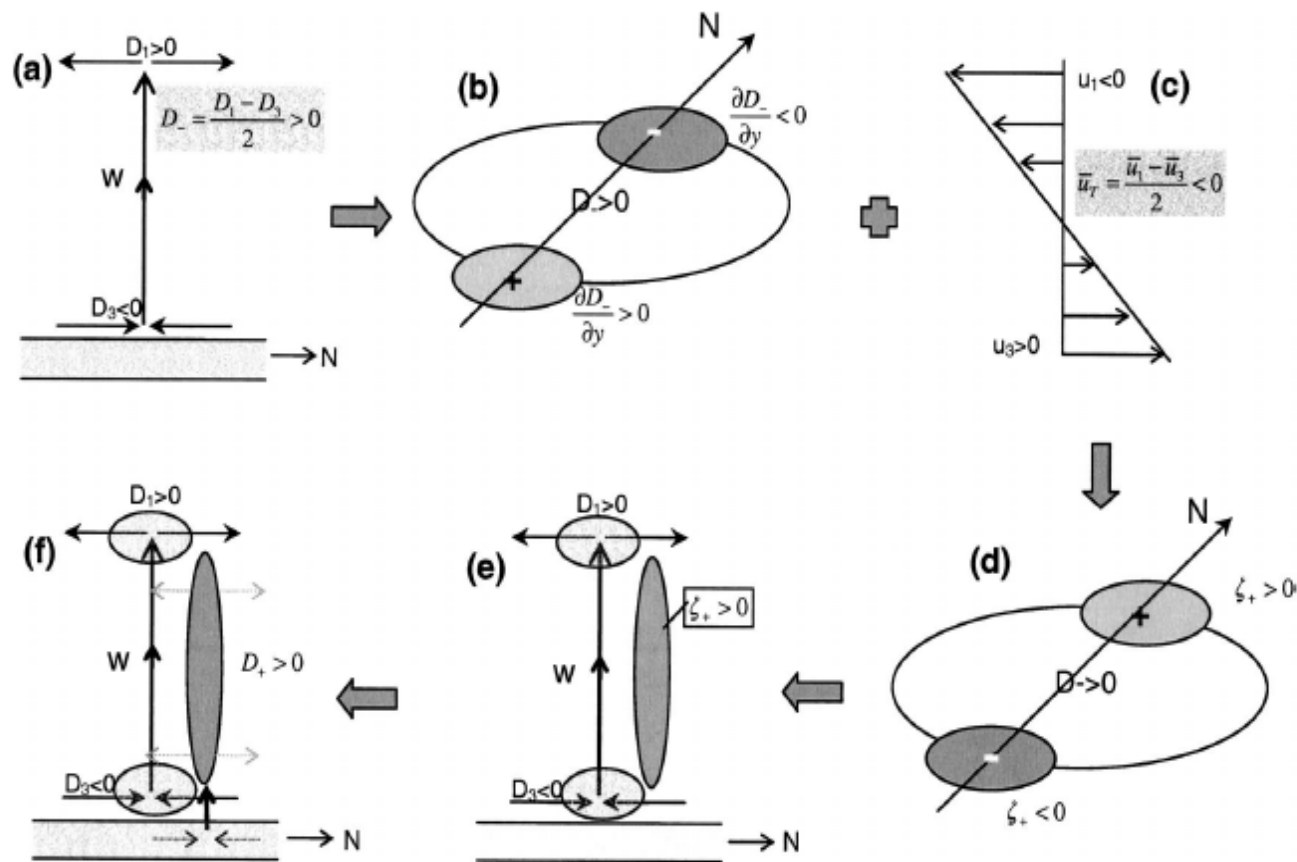 (a)
D₁>0
D₋ = (D₁ − D₃)/2 > 0
W
D₃<0
N
(b)
N
∂D₋/∂y < 0
D₋>0
+
∂D₋/∂y > 0
(c)
u₁<0
ū_T = (ū₁ − ū₃)/2 < 0
u₃>0
(f)
D₁>0
W
D₊ > 0
D₃<0
N
(e)
D₁>0
ζ₊ > 0
W
D₃<0
N
(d)
N
ζ₊ > 0
+
D->0
ζ₊ < 0